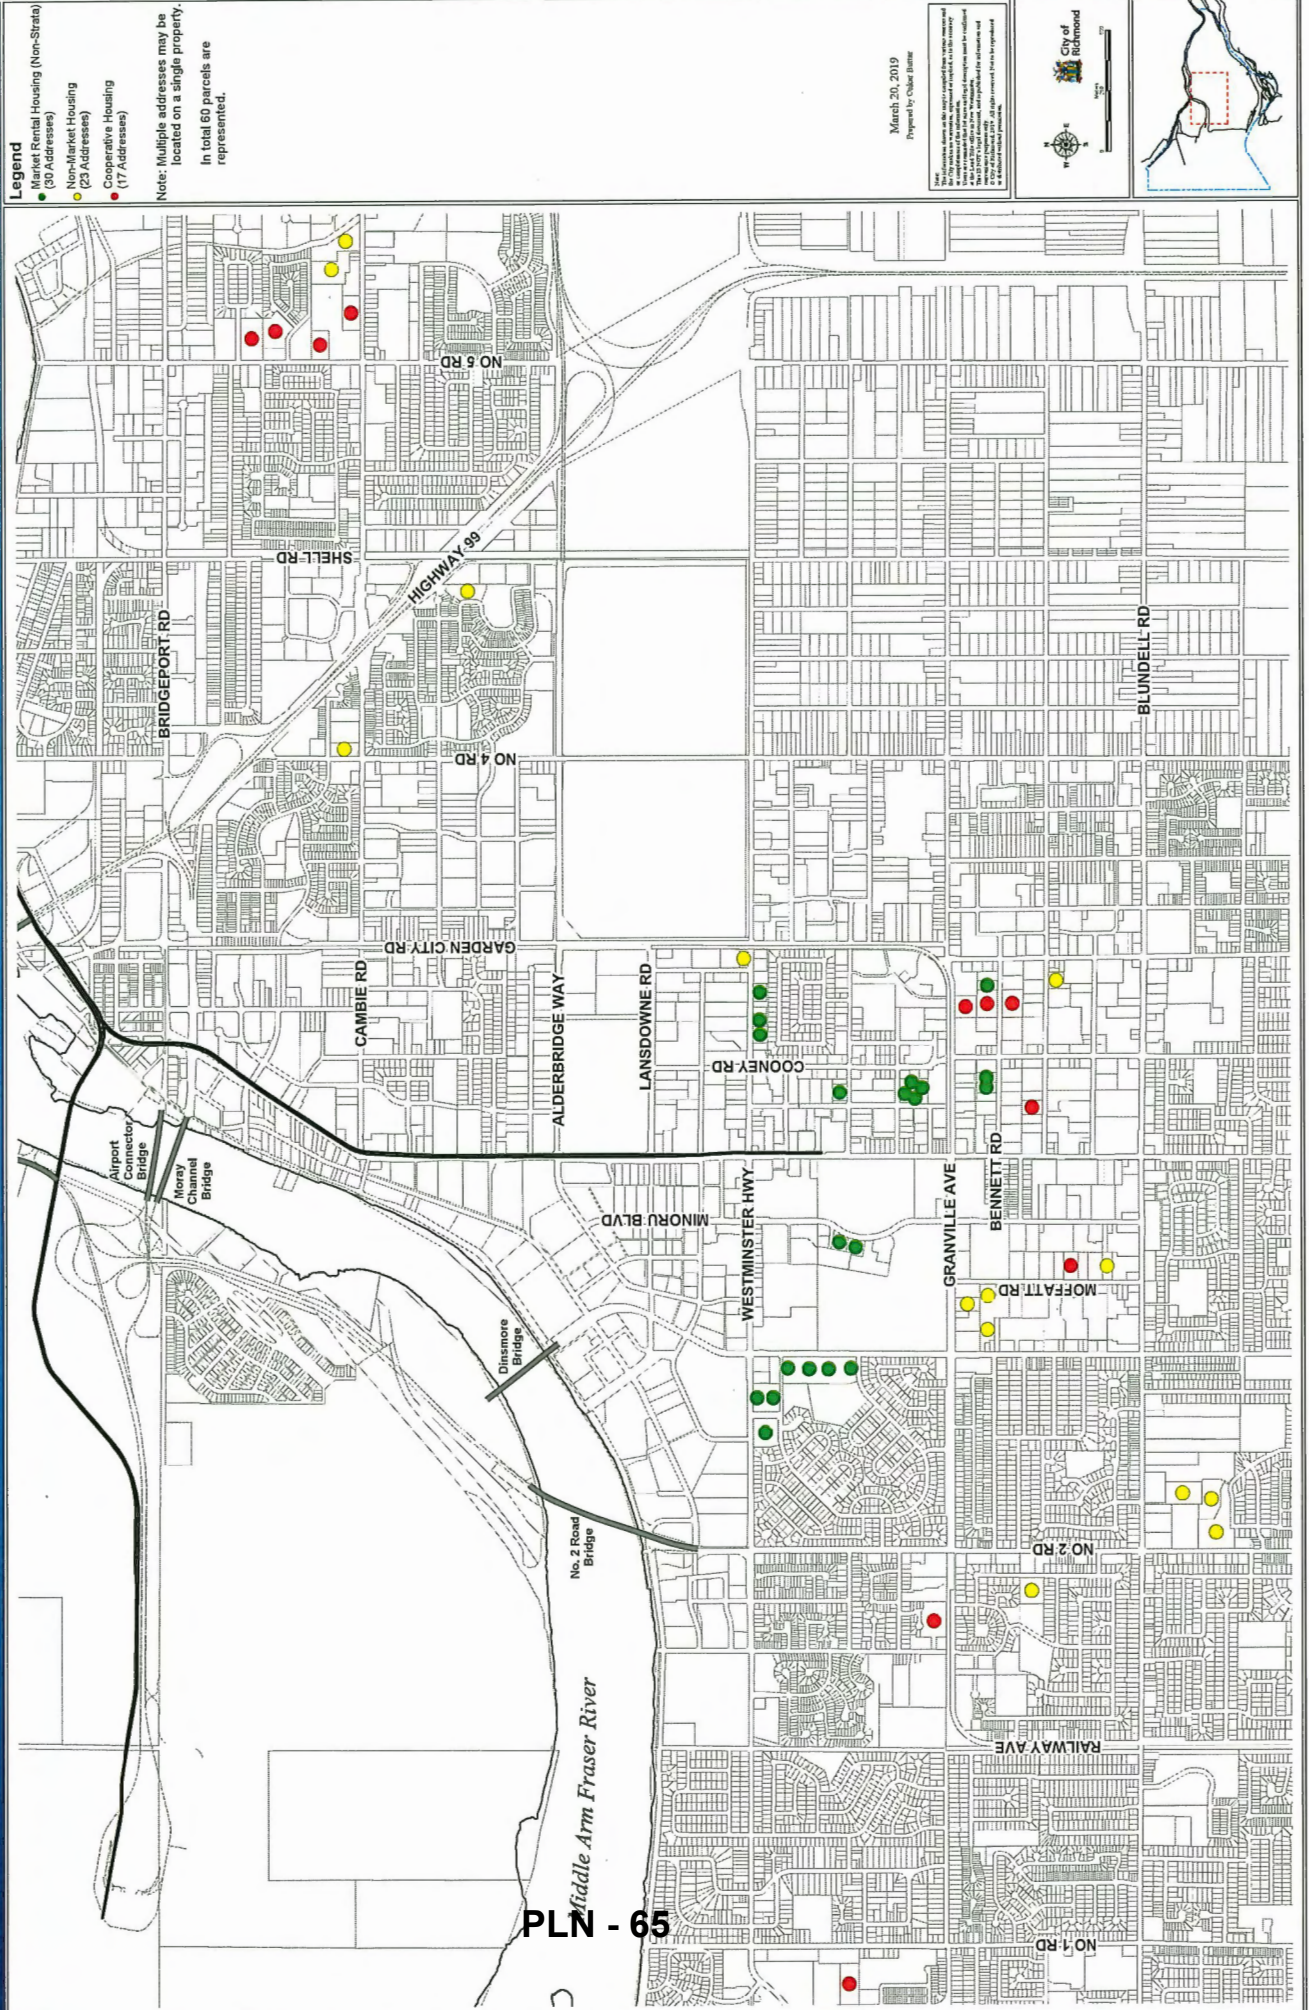 Legend
Market Rental Housing (Non-Strata)
(30 Addresses)
Non-Market Housing
(23 Addresses)
Cooperative Housing
(17 Addresses)
Note: Multiple addresses may be
located on a single property.
In total 60 parcels are
represented.
March 20, 2019
Note:
City of
Richmond
N
W
E
S
Meters
0
BRIDGEPORT RD
CAMBIE RD
ALDERBRIDGE WAY
LANSDOWNE RD
WESTMINSTER HWY
GRANVILLE AVE
BENNETT RD
BLUNDELL RD
NO 5 RD
SHELL RD
HIGHWAY 99
NO 4 RD
GARDEN CITY RD
COONEY RD
MINORU BLVD
MOFFATT RD
NO 2 RD
RAILWAY AVE
NO 1 RD
Airport
Connector
Bridge
Moray
Channel
Bridge
Dinsmore
Bridge
No. 2 Road
Bridge
Middle Arm Fraser River
PLN - 65